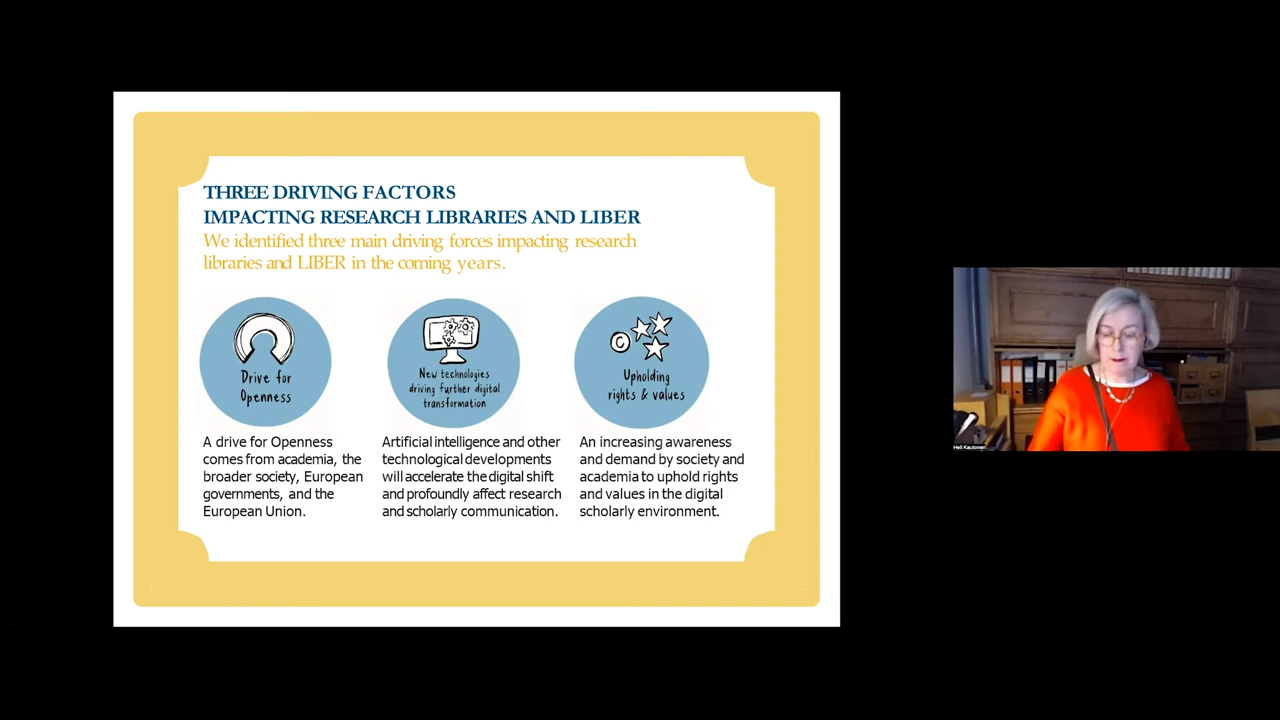 THREE DRIVING FACTORS
IMPACTING RESEARCH LIBRARIES AND LIBER
We identified three main driving forces impacting research
libraries and LIBER in the coming years.
Drive for
Openness
A drive for Openness
comes from academia, the
broader society, European
governments, and the
European Union.
New technologies
driving further digital
transformation
Artificial intelligence and other
technological developments
will accelerate the digital shift
and profoundly affect research
and scholarly communication.
C
Upholding
rights & values
An increasing awareness
and demand by society and
academia to uphold rights
and values in the digital
scholarly environment.
Heli Kautonen